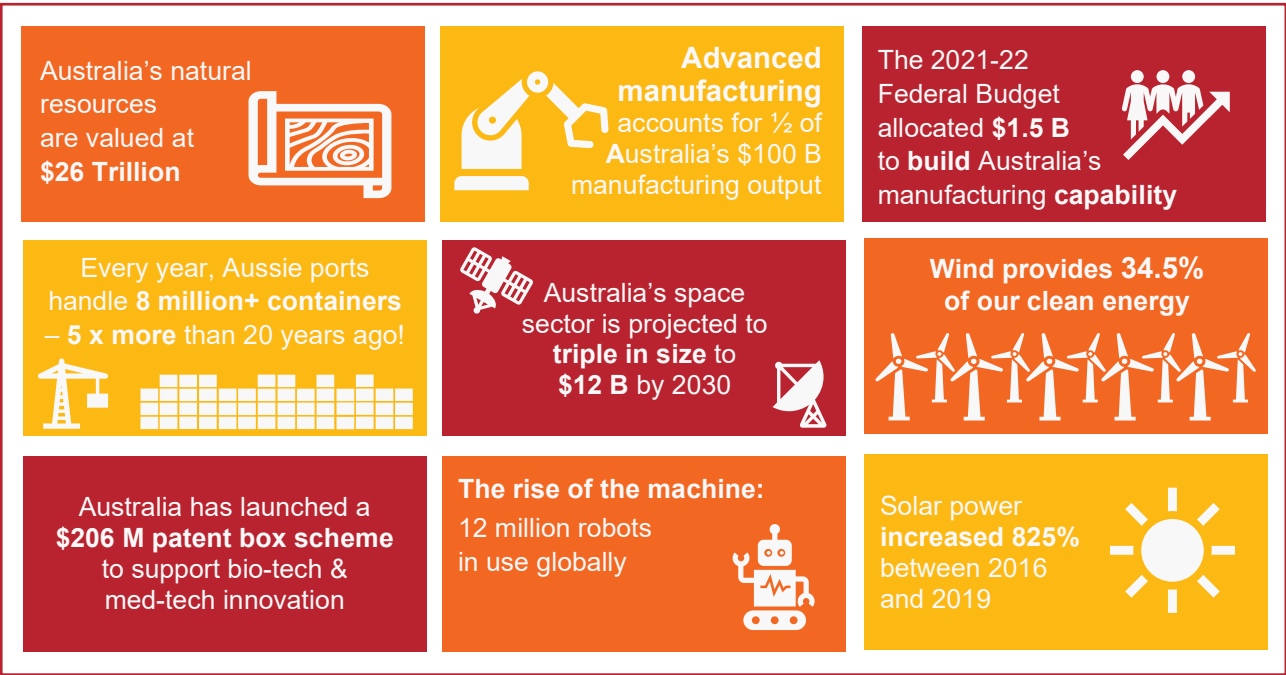 Australia’s natural
resources
are valued at
$26 Trillion
Advanced
manufacturing
accounts for ½ of
Australia’s $100 B
manufacturing output
The 2021-22
Federal Budget
allocated $1.5 B
to build Australia’s
manufacturing capability
Every year, Aussie ports
handle 8 million+ containers
– 5 x more than 20 years ago!
Australia’s space
sector is projected to
triple in size to
$12 B by 2030
Wind provides 34.5%
of our clean energy
Australia has launched a
$206 M patent box scheme
to support bio-tech &
med-tech innovation
The rise of the machine:
12 million robots
in use globally
Solar power
increased 825%
between 2016
and 2019